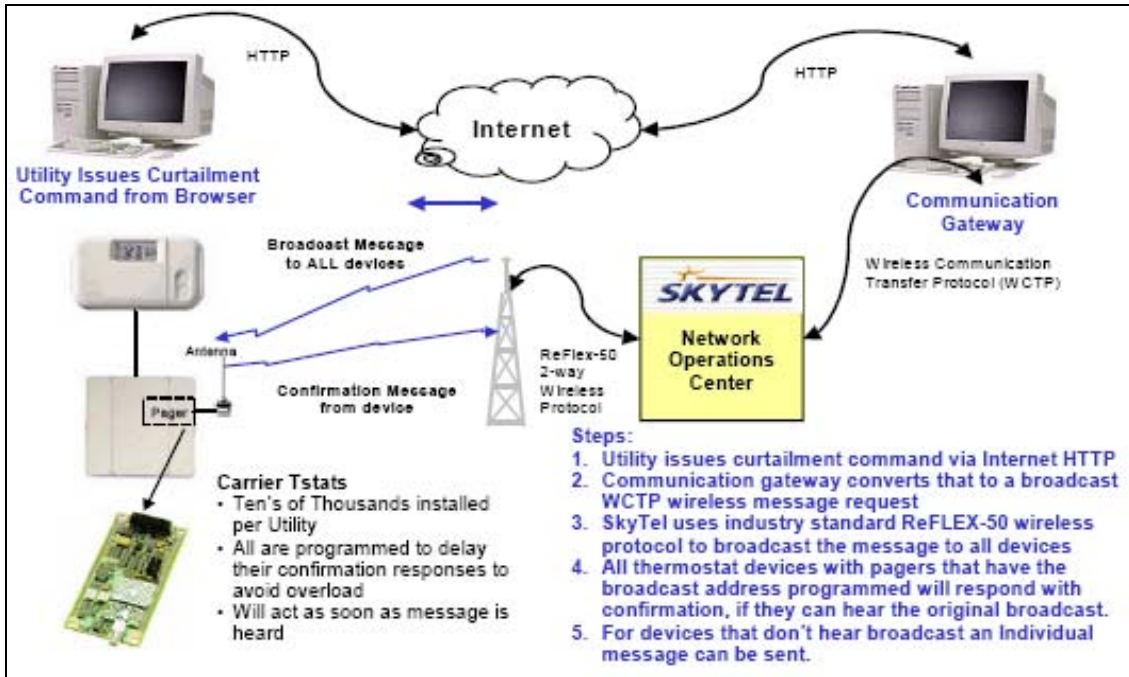 HTTP
HTTP
Internet
Utility Issues Curtailment
Command from Browser
Communication
Gateway
Broadcast Message
to ALL devices
Wireless Communication
Transfer Protocol (WCTP)
SKYTEL
Network
Operations
Center
Antenna
ReFlex-50
2-way
Wireless
Protocol
Confirmation Message
from device
Pager
Carrier Tstats
• Ten's of Thousands installed
per Utility
• All are programmed to delay
their confirmation responses to
avoid overload
• Will act as soon as message is
heard
Steps:
1. Utility issues curtailment command via Internet HTTP
2. Communication gateway converts that to a broadcast
WCTP wireless message request
3. SkyTel uses industry standard ReFLEX-50 wireless
protocol to broadcast the message to all devices
4. All thermostat devices with pagers that have the
broadcast address programmed will respond with
confirmation, if they can hear the original broadcast.
5. For devices that don't hear broadcast an Individual
message can be sent.